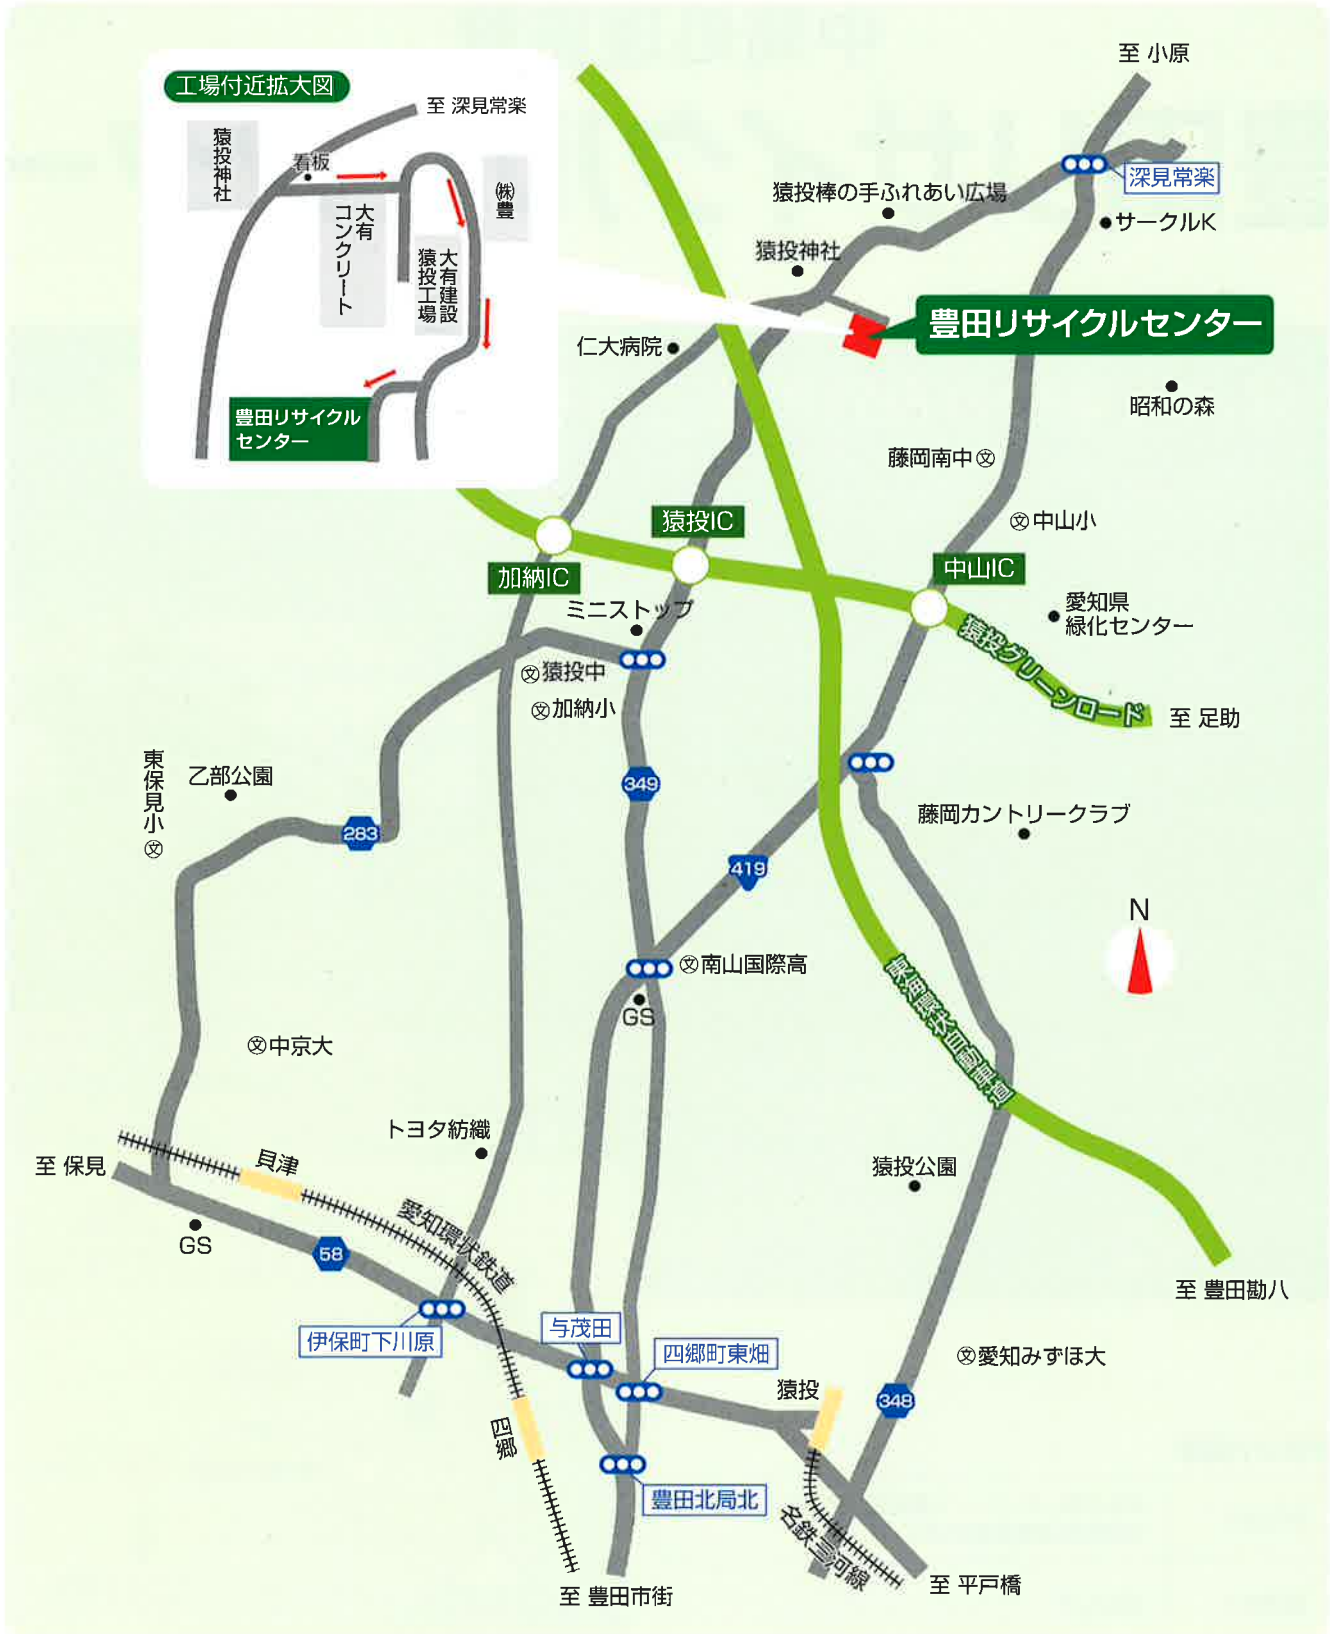 工場付近拡大図
至 深見常楽
猿投神社
看板
大有
コンクリート
㈱豊
大有建設
猿投工場
豊田リサイクル
センター
至 小原
深見常楽
サークルK
猿投棒の手ふれあい広場
猿投神社
豊田リサイクルセンター
仁大病院
昭和の森
藤岡南中
文
文
中山小
猿投IC
加納IC
中山IC
ミニストップ
愛知県
緑化センター
猿投グリーンロード
至 足助
文
猿投中
文
加納小
349
東保見小
文
乙部公園
283
藤岡カントリークラブ
419
N
文
南山国際高
GS
東海環状自動車道
文
中京大
トヨタ紡織
至 保見
貝津
猿投公園
愛知環状鉄道
GS
58
至 豊田勘八
伊保町下川原
与茂田
四郷町東畑
文
愛知みずほ大
猿投
348
四郷
豊田北局北
名鉄三河線
至 豊田市街
至 平戸橋